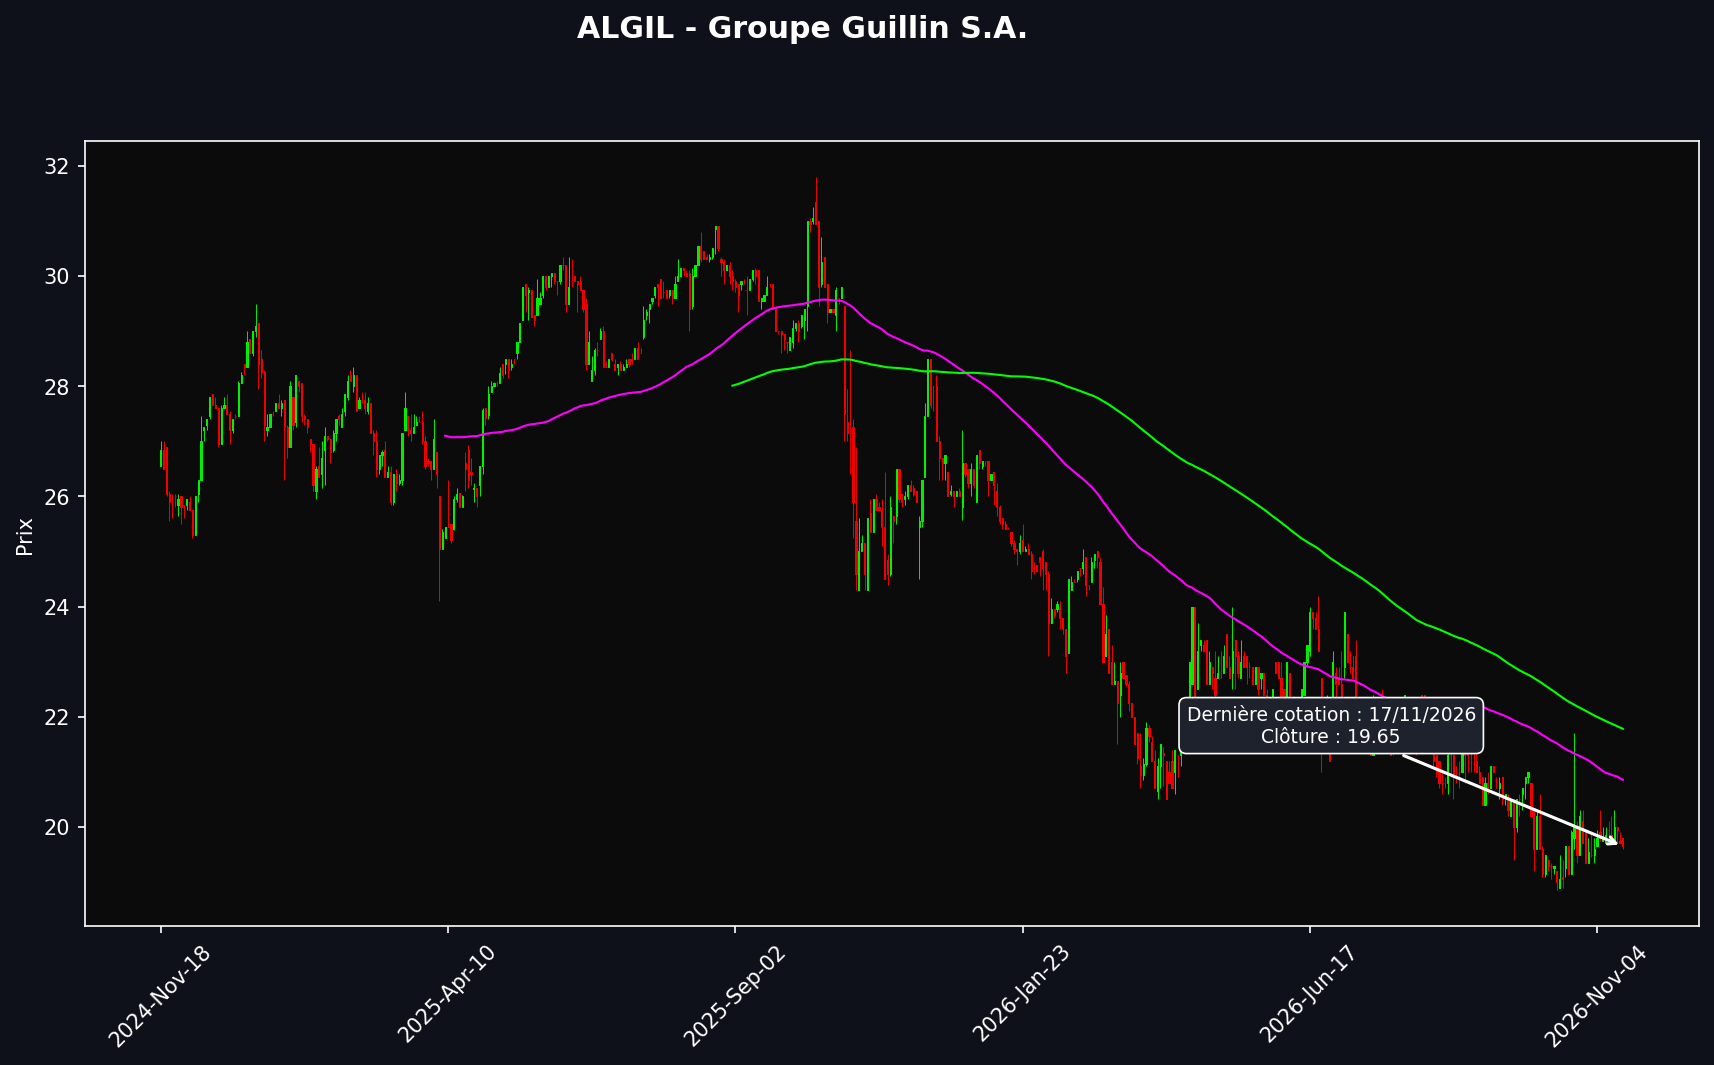 ALGIL - Groupe Guillin S.A.
Prix
32
30
28
26
24
22
20
Dernière cotation : 17/11/2026
Clôture : 19.65
2024-Nov-18
2025-Apr-10
2025-Sep-02
2026-Jan-23
2026-Jun-17
2026-Nov-04